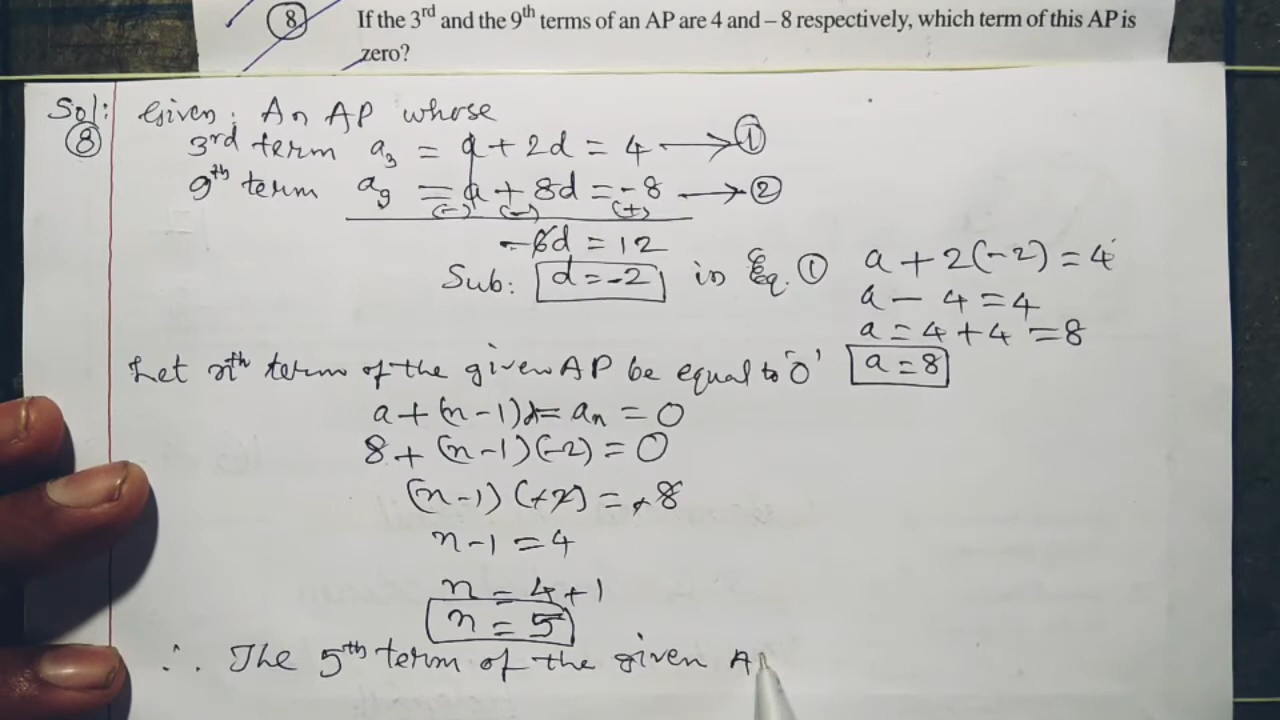 8 If the 3rd and the 9th terms of an AP are 4 and – 8 respectively, which term of this AP is
zero?
Sol: Given: An AP whose
8 3rd term a₃ = a + 2d = 4 → ①
9th term a₉ = a + 8d = -8 → ②
(-) (-) (+)
-6d = 12
Sub: d = -2 in Eq. ① a + 2(-2) = 4
a - 4 = 4
a = 4 + 4 = 8
Let nth term of the given AP be equal to '0' a = 8
a + (n-1)d = aₙ = 0
8 + (n-1)(-2) = 0
(n-1)(+2) = +8
n-1 = 4
n = 4+1
n = 5
∴ The 5th term of the given A